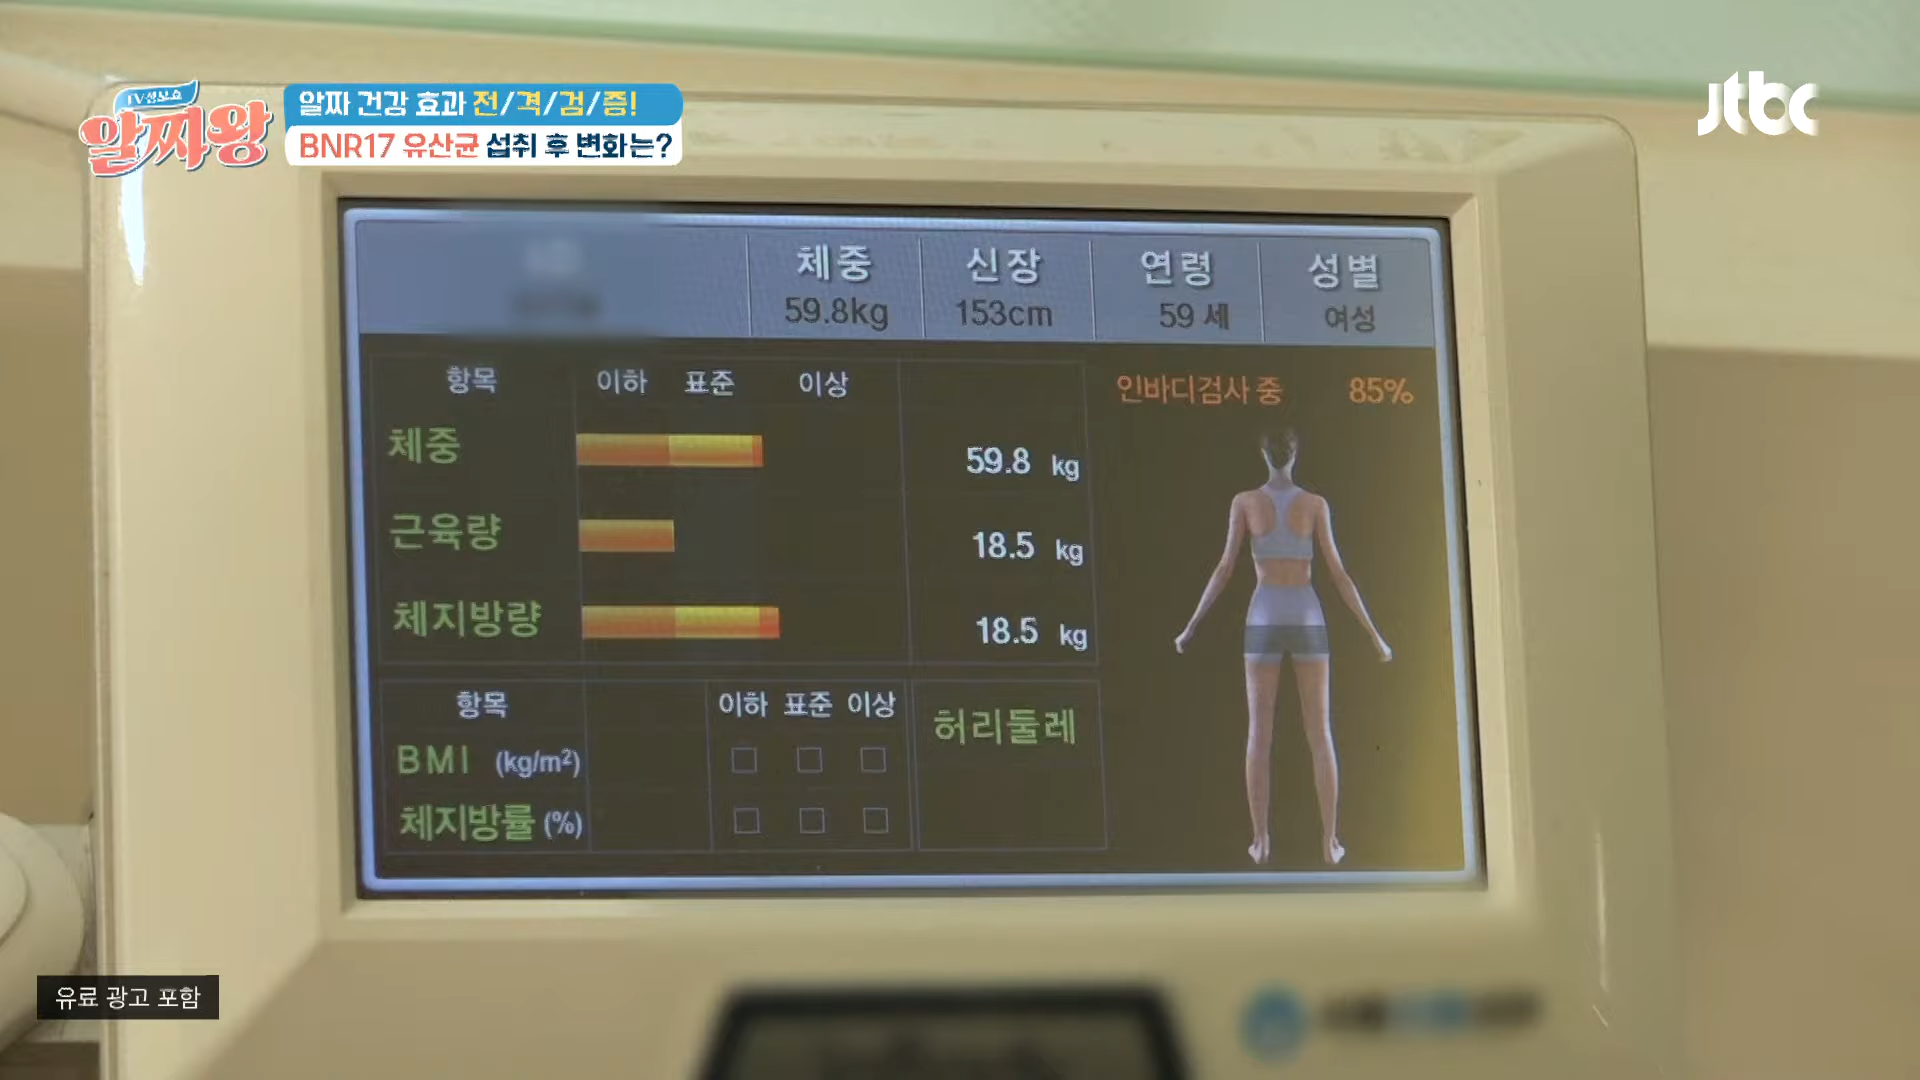 TV정보쇼
알짜왕
알짜 건강 효과 전/격/검/증!
BNR17 유산균 섭취 후 변화는?
jtbc
체중 신장 연령 성별
59.8kg 153cm 59 세 여성
항목 이하 표준 이상
인바디검사 중 85%
체중 59.8 kg
근육량 18.5 kg
체지방량 18.5 kg
항목 이하 표준 이상
허리둘레
BMI (kg/m²)
체지방률 (%)
유료 광고 포함